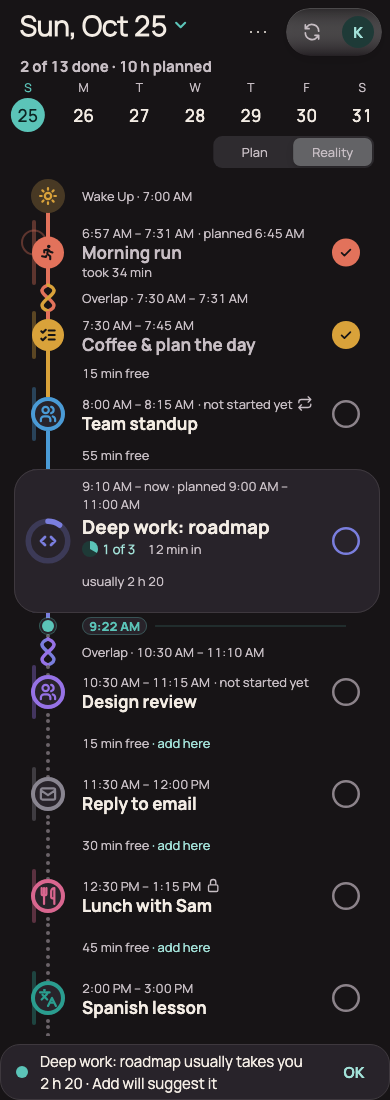 Sun, Oct 25
...
K
2 of 13 done · 10 h planned
S M T W T F S
25 26 27 28 29 30 31
Plan Reality
Wake Up · 7:00 AM
6:57 AM – 7:31 AM · planned 6:45 AM
Morning run
took 34 min
Overlap · 7:30 AM – 7:31 AM
7:30 AM – 7:45 AM
Coffee & plan the day
15 min free
8:00 AM – 8:15 AM · not started yet
Team standup
55 min free
9:10 AM – now · planned 9:00 AM –
11:00 AM
Deep work: roadmap
1 of 3 12 min in
usually 2 h 20
9:22 AM
Overlap · 10:30 AM – 11:10 AM
10:30 AM – 11:15 AM · not started yet
Design review
15 min free · add here
11:30 AM – 12:00 PM
Reply to email
30 min free · add here
12:30 PM – 1:15 PM
Lunch with Sam
45 min free · add here
2:00 PM – 3:00 PM
Spanish lesson
Deep work: roadmap usually takes you
2 h 20 · Add will suggest it
OK